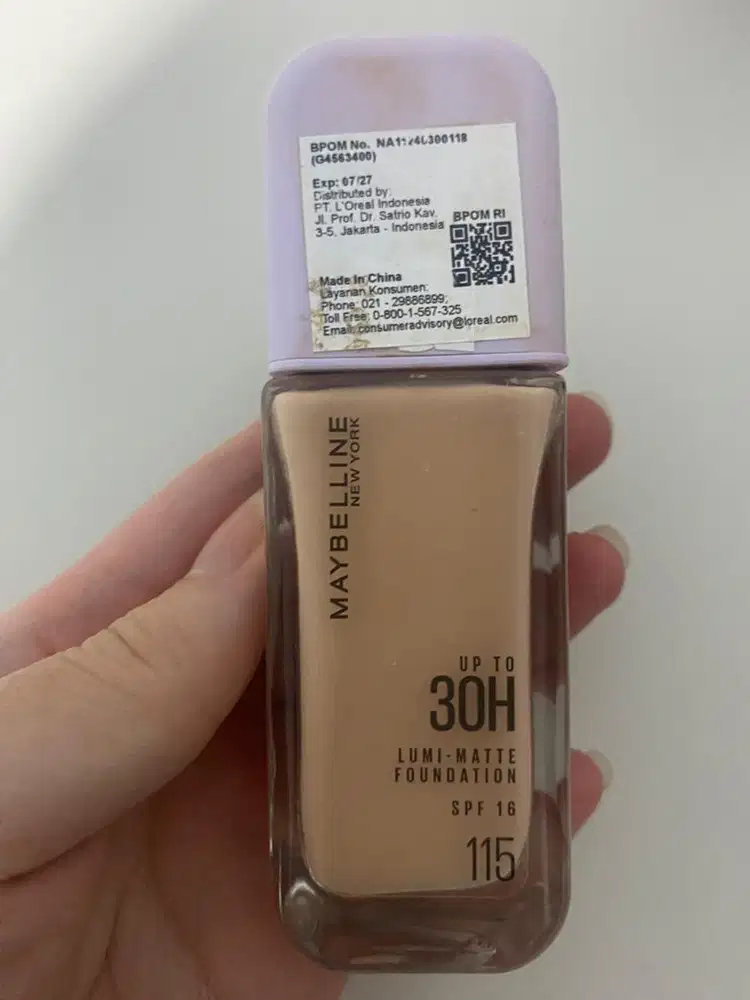 BPOM No.
(G4563400)
Exp: 07/27
Distributed by:
PT. L'Oreal Indonesia
Jl. Prof. Dr. Satrio Kav.
3-5, Jakarta - Indonesia
BPOM RI
Made in China
Layanan Konsumen:
Phone: 021 - 29886899,
Toll Free: 0-800-1-567-325
Email: consumeradvisory@loreal.com
MAYBELLINE
NEW YORK
UP TO
30H
LUMI-MATTE
FOUNDATION
SPF 16
115